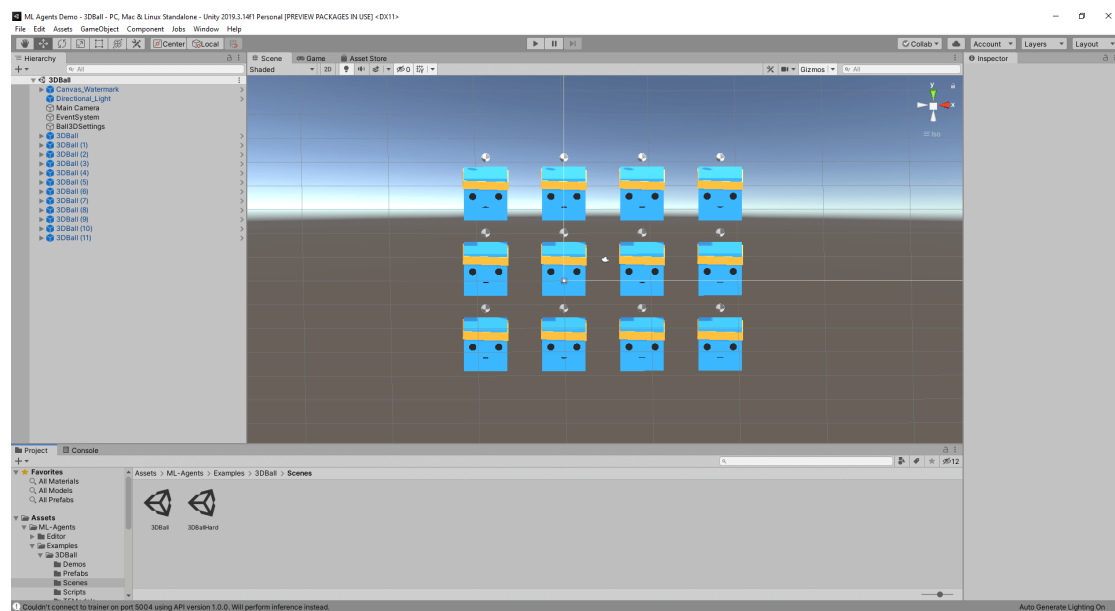 ML Agents Demo - 3DBall - PC, Mac & Linux Standalone - Unity 2019.3.14f1 Personal [PREVIEW PACKAGES IN USE] <DX11>
File Edit Assets GameObject Component Jobs Window Help
Center Local Collab Account Layers Layout
Hierarchy
All
3DBall
Canvas_Watermark
Directional_Light
Main Camera
EventSystem
Ball3DSettings
3DBall
3DBall (1)
3DBall (2)
3DBall (3)
3DBall (4)
3DBall (5)
3DBall (6)
3DBall (7)
3DBall (8)
3DBall (9)
3DBall (10)
3DBall (11)
Scene Game Asset Store
Shaded 2D 0 Gizmos All
y
x
Iso
Inspector
Project Console
12
Favorites
All Materials
All Models
All Prefabs
Assets
ML-Agents
Editor
Examples
3DBall
Demos
Prefabs
Scenes
Scripts
Assets > ML-Agents > Examples > 3DBall > Scenes
3DBall 3DBallHard
Couldn't connect to trainer on port 5004 using API version 1.0.0. Will perform inference instead.
Auto Generate Lighting On